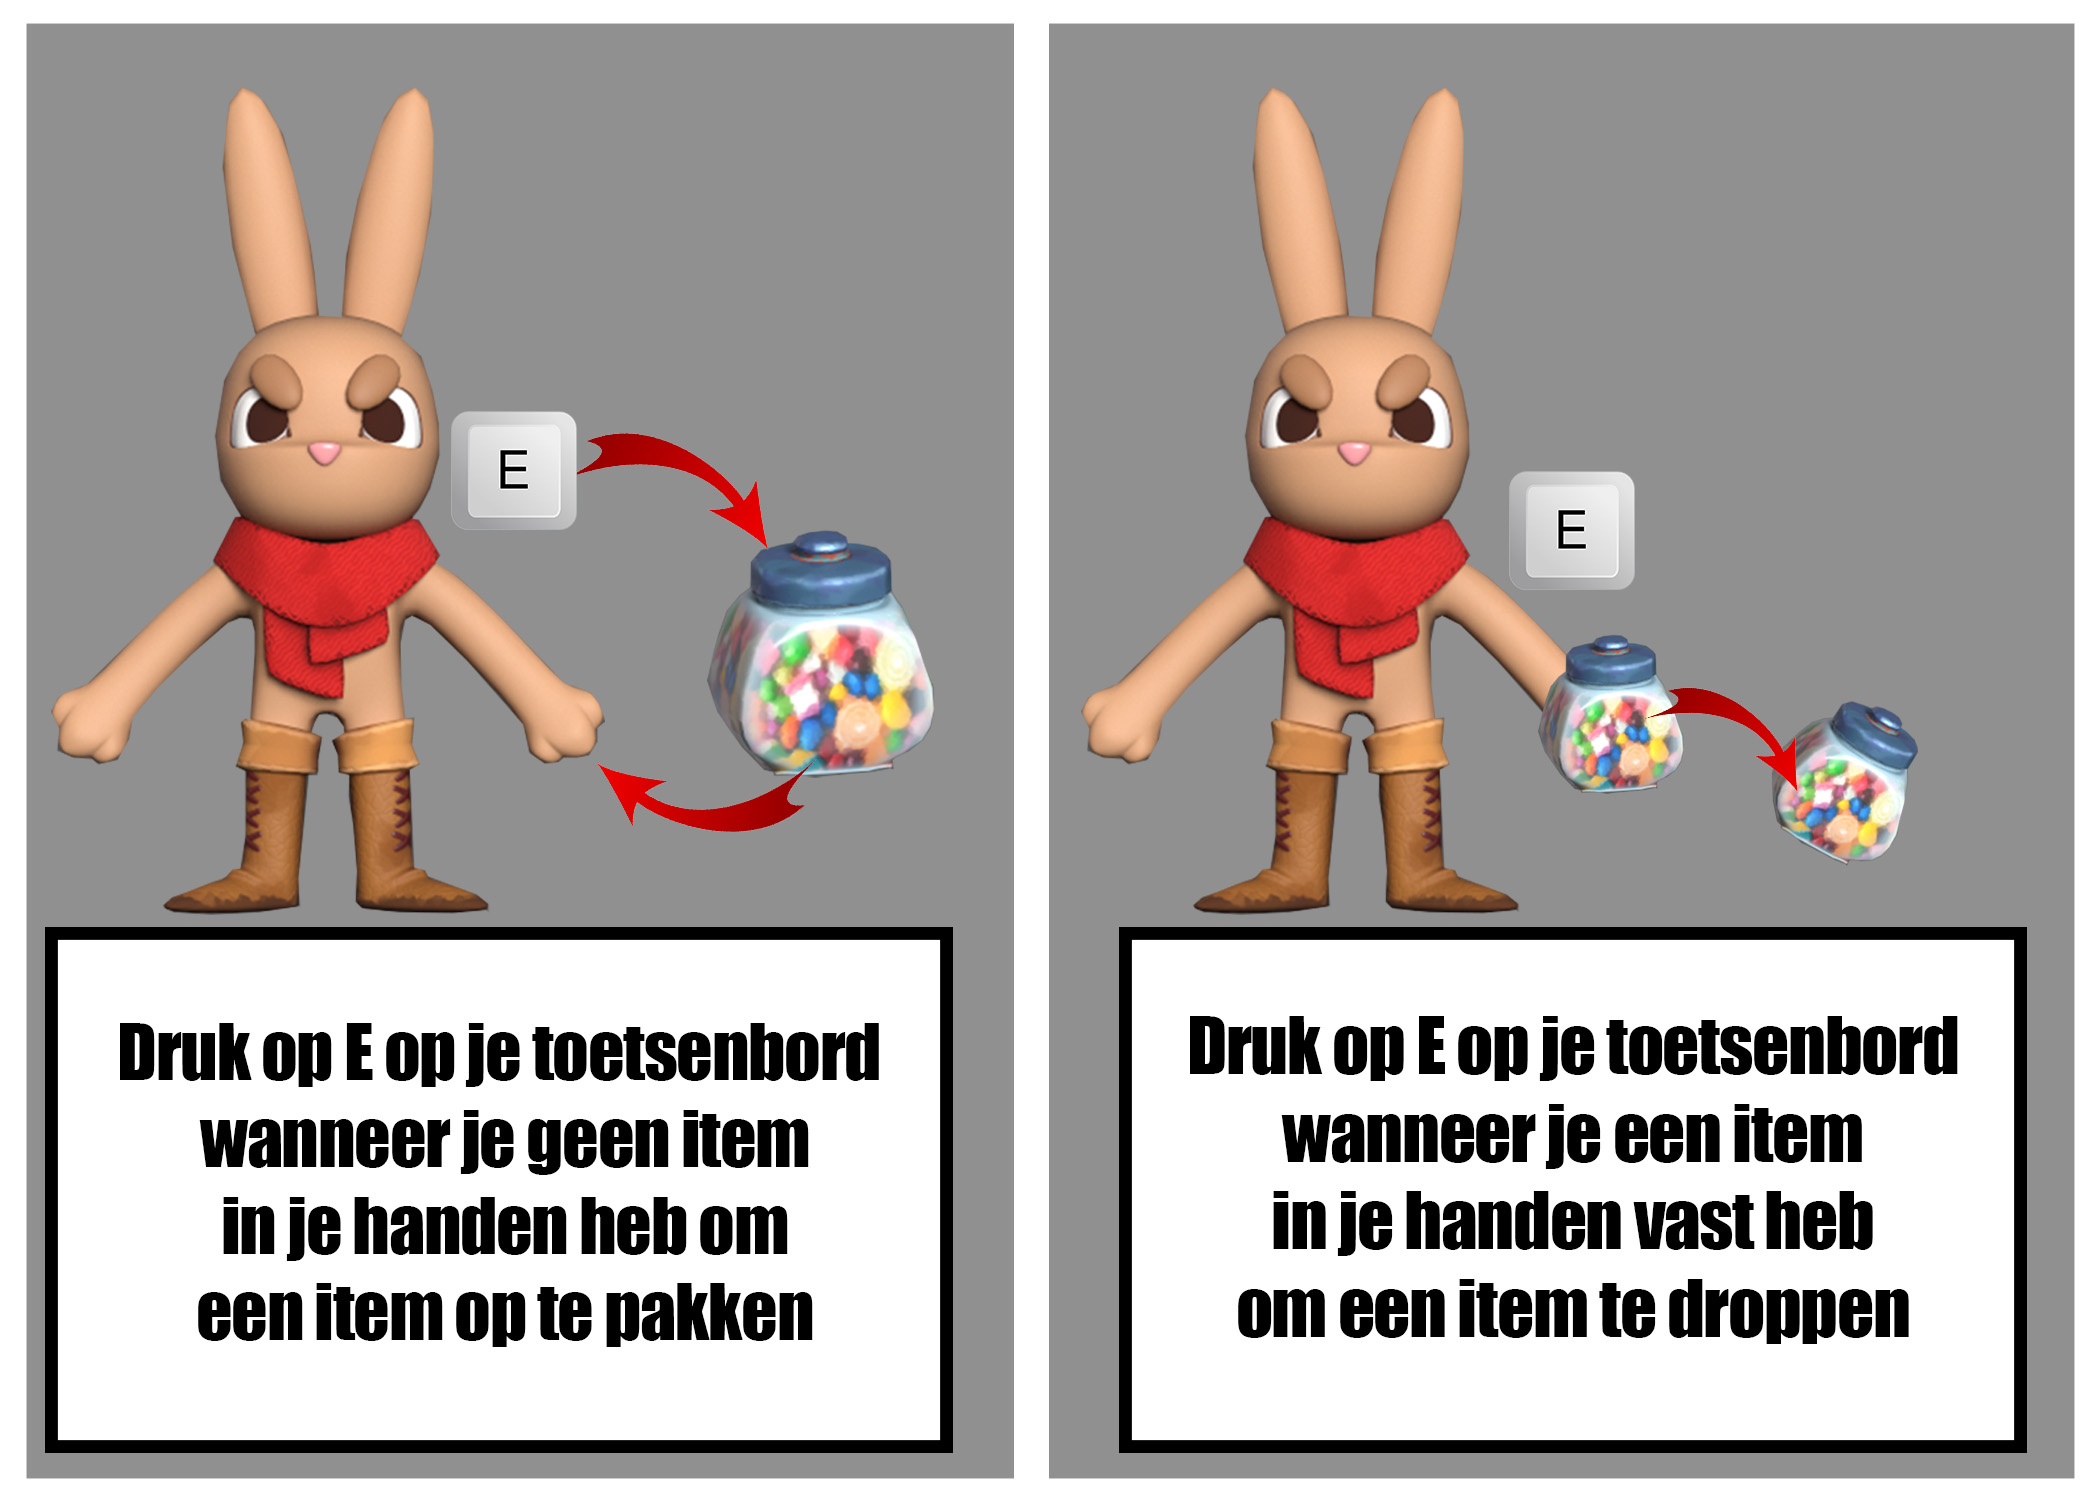 E
Druk op E op je toetsenbord
wanneer je geen item
in je handen heb om
een item op te pakken
E
Druk op E op je toetsenbord
wanneer je een item
in je handen vast heb
om een item te droppen